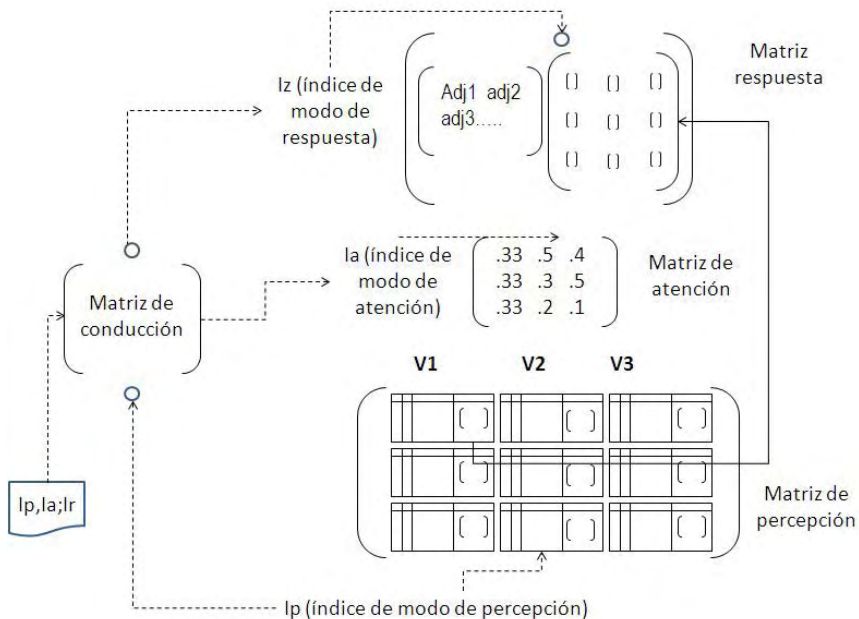 Iz (índice de
modo de
respuesta)
Adj1 adj2
adj3.....
( ) ( ) ( )
( ) ( ) ( )
( ) ( ) ( )
Matriz
respuesta
Matriz de
conducción
Ia (índice de
modo de
atención)
.33 .5 .4
.33 .3 .5
.33 .2 .1
Matriz de
atención
V1 V2 V3
( ) ( ) ( )
( ) ( ) ( )
( ) ( ) ( )
Matriz de
percepción
Ip,Ia;Ir
Ip (índice de modo de percepción)